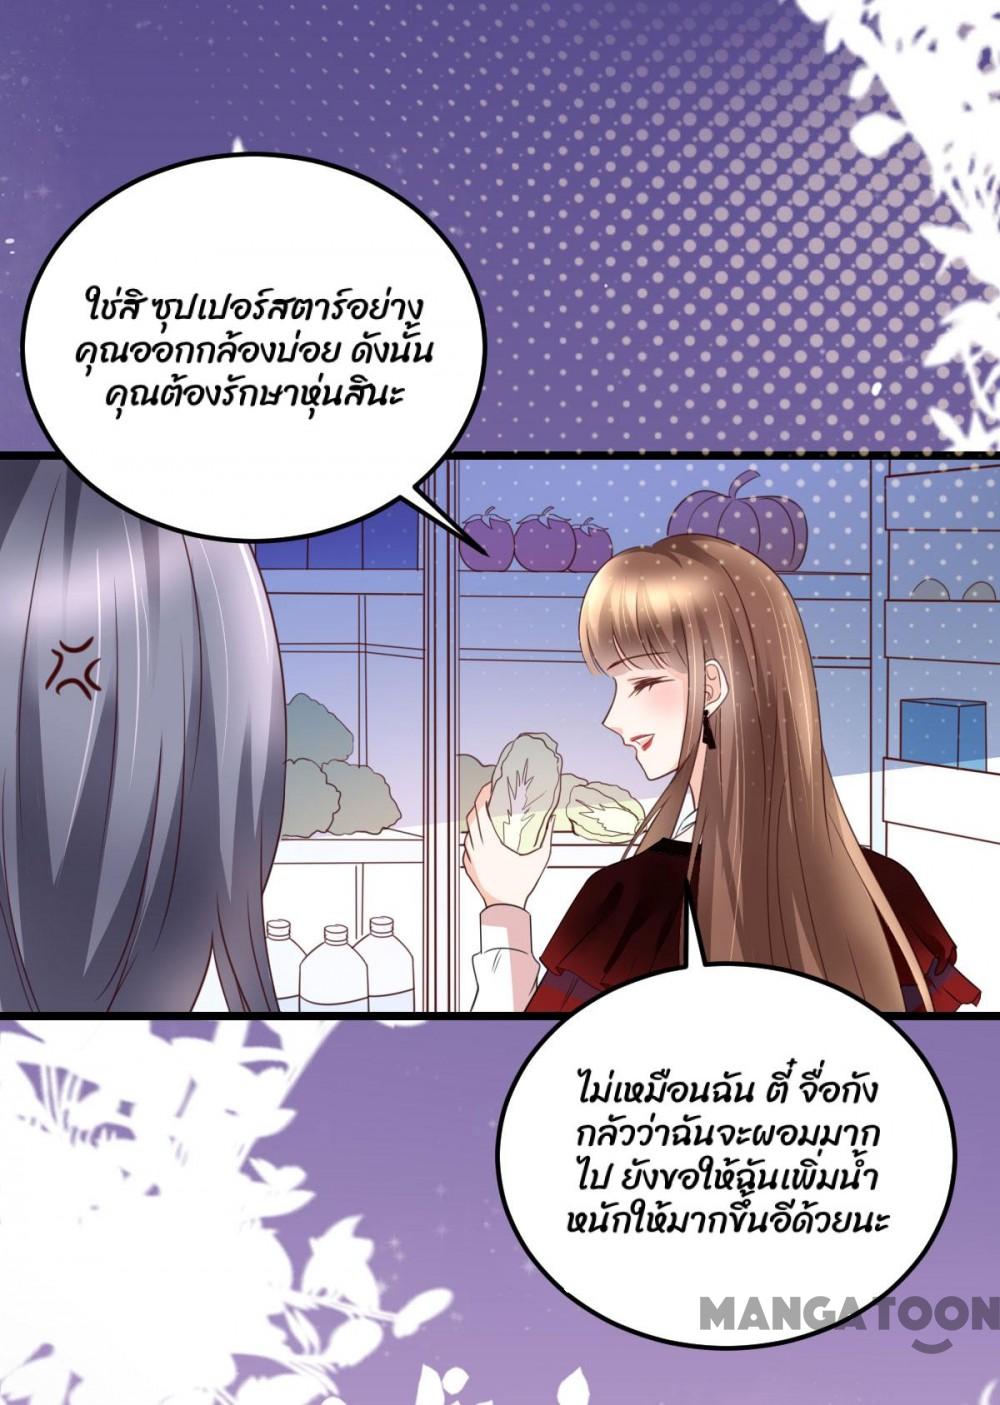 ใช่สิ ซุปเปอร์สตาร์อย่าง
คุณออกกล้องบ่อย ดังนั้น
คุณต้องรักษาหุ่นสินะ
ไม่เหมือนฉัน ตี๋ จื่อกัง
กลัวว่าฉันจะผอมมาก
ไป ยังขอให้ฉันเพิ่มน้ำ
หนักให้มากขึ้นอีด้วยนะ
MANGATOON